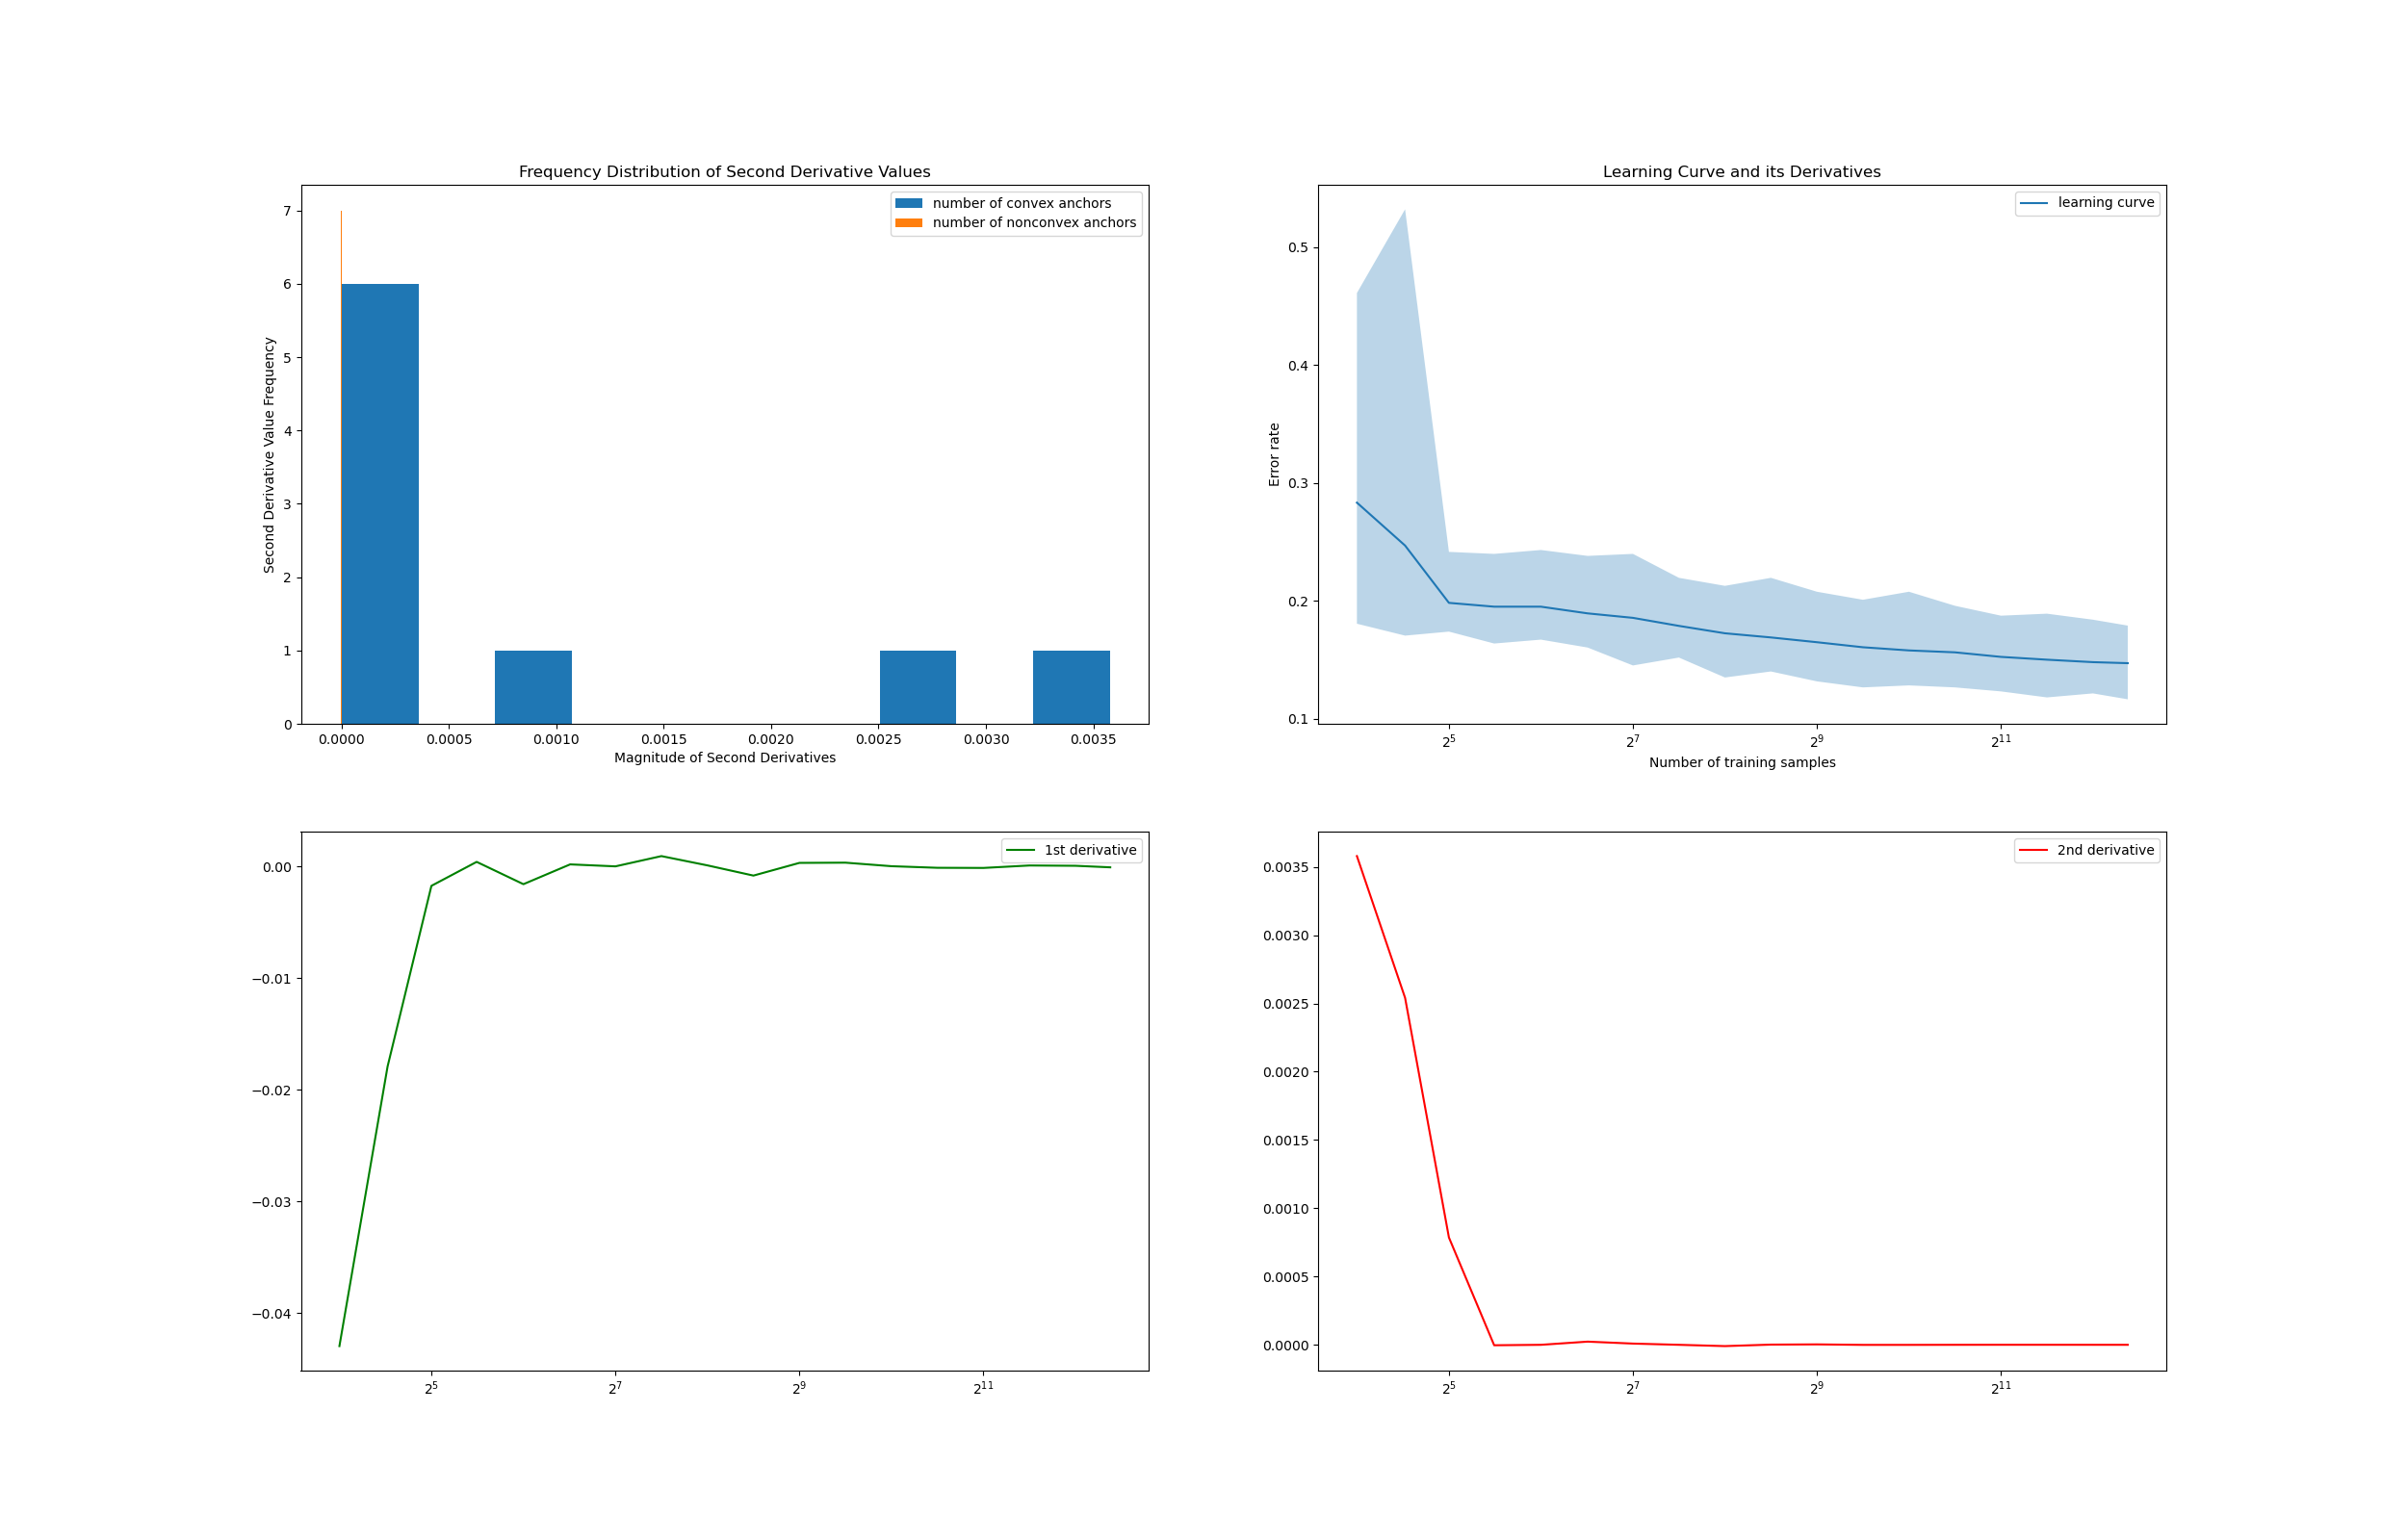 Frequency Distribution of Second Derivative Values
number of convex anchors
number of nonconvex anchors
Second Derivative Value Frequency
7
6
5
4
3
2
1
0
0.0000 0.0005 0.0010 0.0015 0.0020 0.0025 0.0030 0.0035
Magnitude of Second Derivatives
Learning Curve and its Derivatives
learning curve
Error rate
0.5
0.4
0.3
0.2
0.1
2^5 2^7 2^9 2^11
Number of training samples
1st derivative
0.00
−0.01
−0.02
−0.03
−0.04
2^5 2^7 2^9 2^11
2nd derivative
0.0035
0.0030
0.0025
0.0020
0.0015
0.0010
0.0005
0.0000
2^5 2^7 2^9 2^11